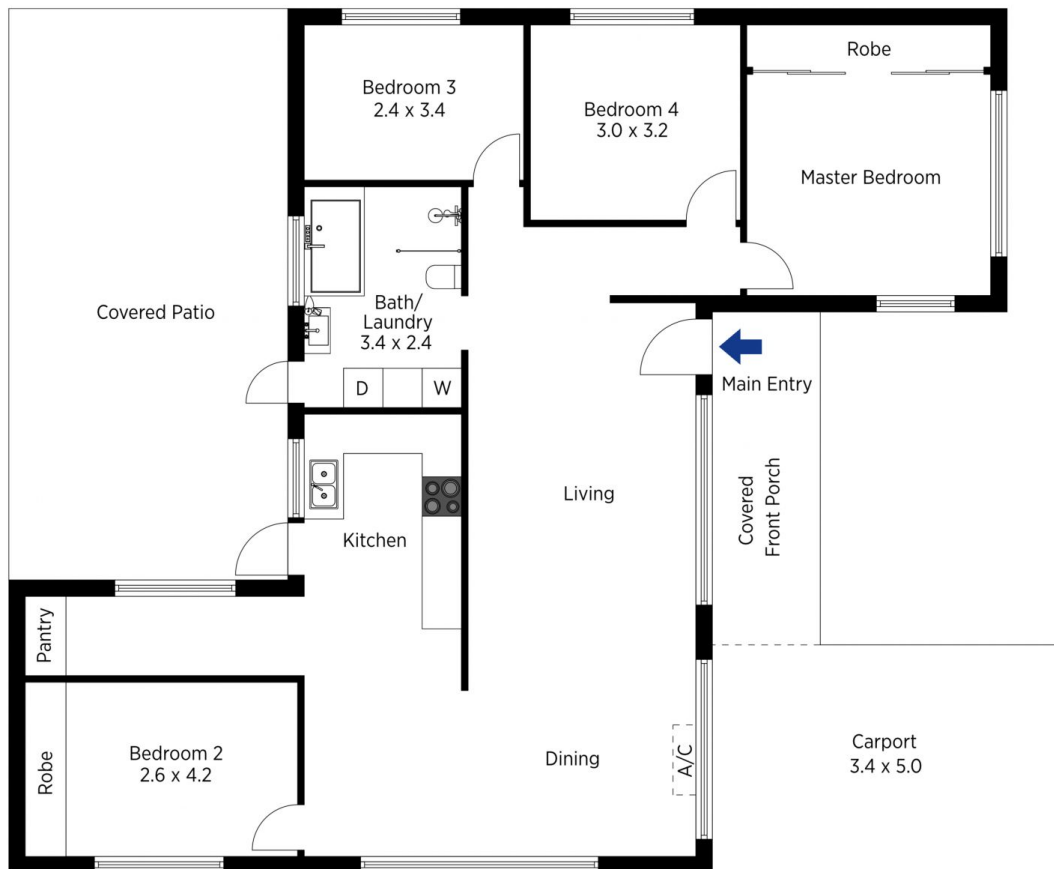 Robe
Bedroom 3
2.4 x 3.4
Bedroom 4
3.0 x 3.2
Master Bedroom
Covered Patio
Bath/
Laundry
3.4 x 2.4
D
W
Main Entry
Living
Covered
Front Porch
Kitchen
Pantry
Bedroom 2
2.6 x 4.2
Robe
Dining
A/C
Carport
3.4 x 5.0